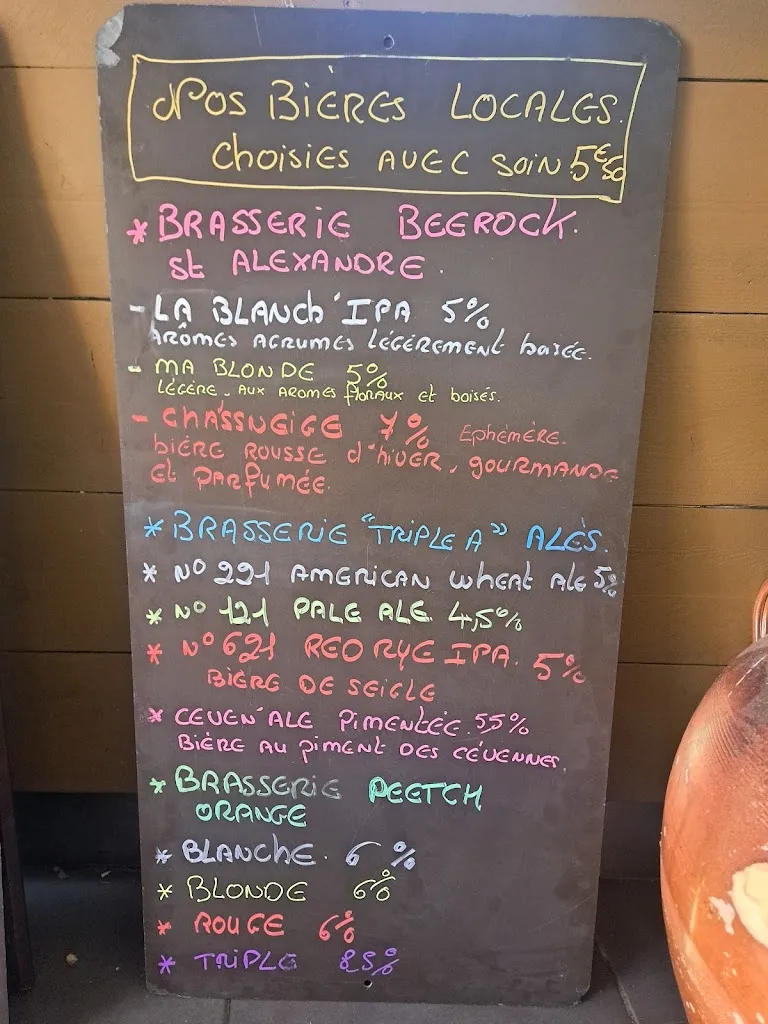 Nos Bières Locales.
choisies avec soin 5€50
* Brasserie Beerock.
St Alexandre.
- La Blanch'IPA 5%
Arômes agrumes légèrement boisée.
- Ma Blonde 5%
Légère. aux aromes floraux et boisés.
- Chassneige 7% Ephémère.
bière rousse d'hiver, gourmande
et parfumée.
* Brasserie "Triple A" Alès.
* N° 221 American wheat ale 5%
* N° 121 Pale Ale. 4,5%
* N° 621 Red Rye IPA. 5%
Bière de seigle
* Ceven'ale Pimentée. 5,5%
Bière au piment des Cévennes.
* Brasserie Peetch
Orange
* Blanche. 6%
* Blonde 6%
* Rouge 6%
* Triple 8,5%